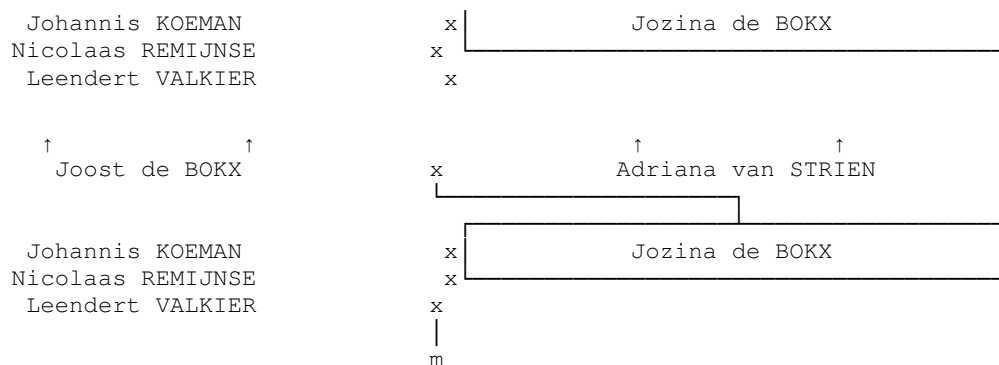 Johannis KOEMAN x Jozina de BOKX
Nicolaas REMIJNSE x
Leendert VALKIER x
↑ ↑ ↑ ↑
Joost de BOKX x Adriana van STRIEN
Johannis KOEMAN x Jozina de BOKX
Nicolaas REMIJNSE x
Leendert VALKIER x
m